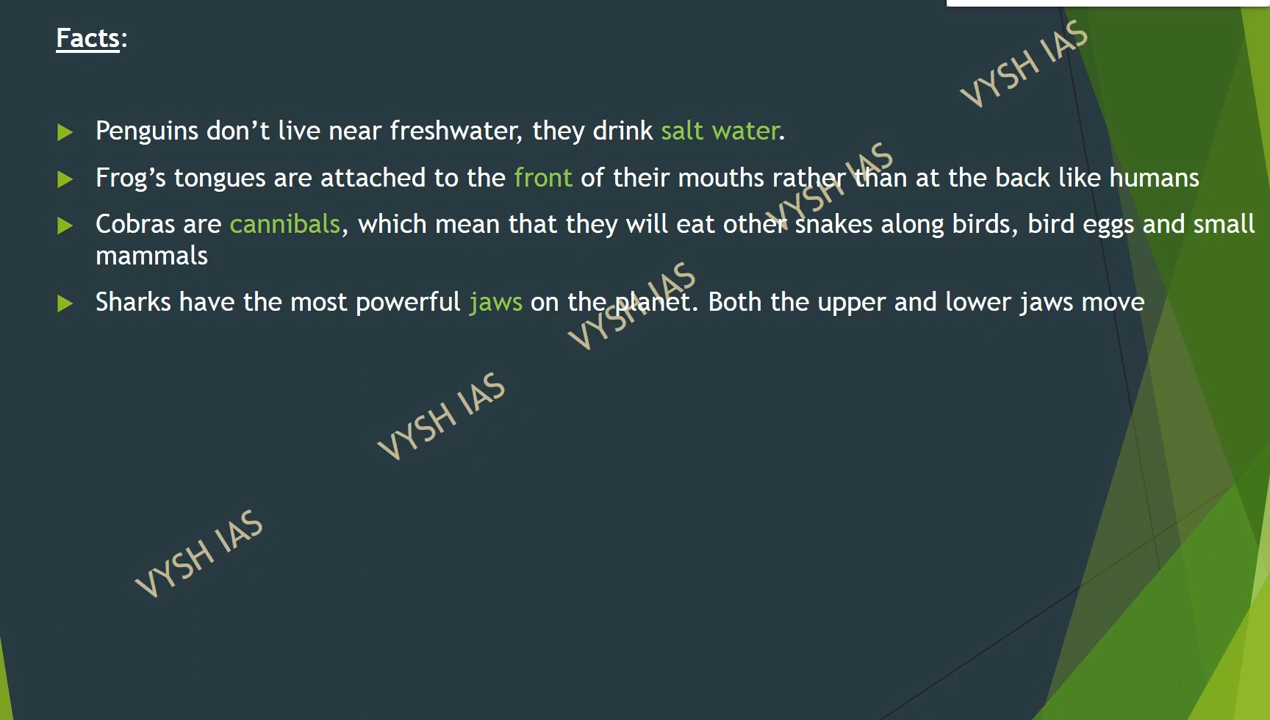 Facts:
Penguins don't live near freshwater, they drink salt water.
Frog's tongues are attached to the front of their mouths rather than at the back like humans
Cobras are cannibals, which mean that they will eat other snakes along birds, bird eggs and small
mammals
Sharks have the most powerful jaws on the planet. Both the upper and lower jaws move
VYSH IAS
VYSH IAS
VYSH IAS
VYSH IAS
VYSH IAS